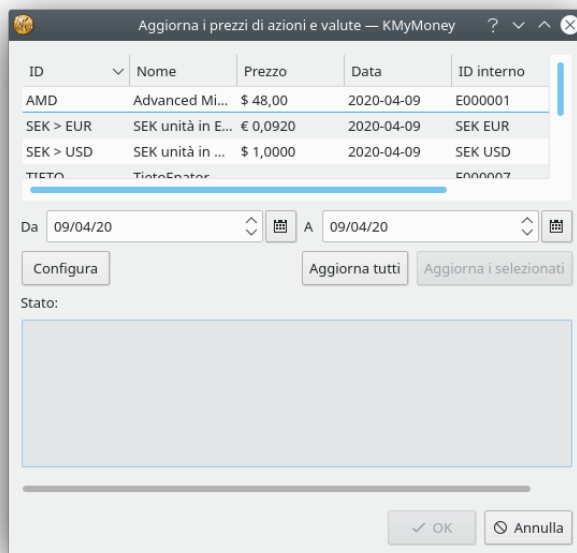 Aggiorna i prezzi di azioni e valute — KMyMoney
ID Nome Prezzo Data ID interno
AMD Advanced Mi... $ 48,00 2020-04-09 E000001
SEK > EUR SEK unità in E... € 0,0920 2020-04-09 SEK EUR
SEK > USD SEK unità in ... $ 1,0000 2020-04-09 SEK USD
TIETO TietoEnator E000007
Da 09/04/20 A 09/04/20
Configura Aggiorna tutti Aggiorna i selezionati
Stato:
OK Annulla